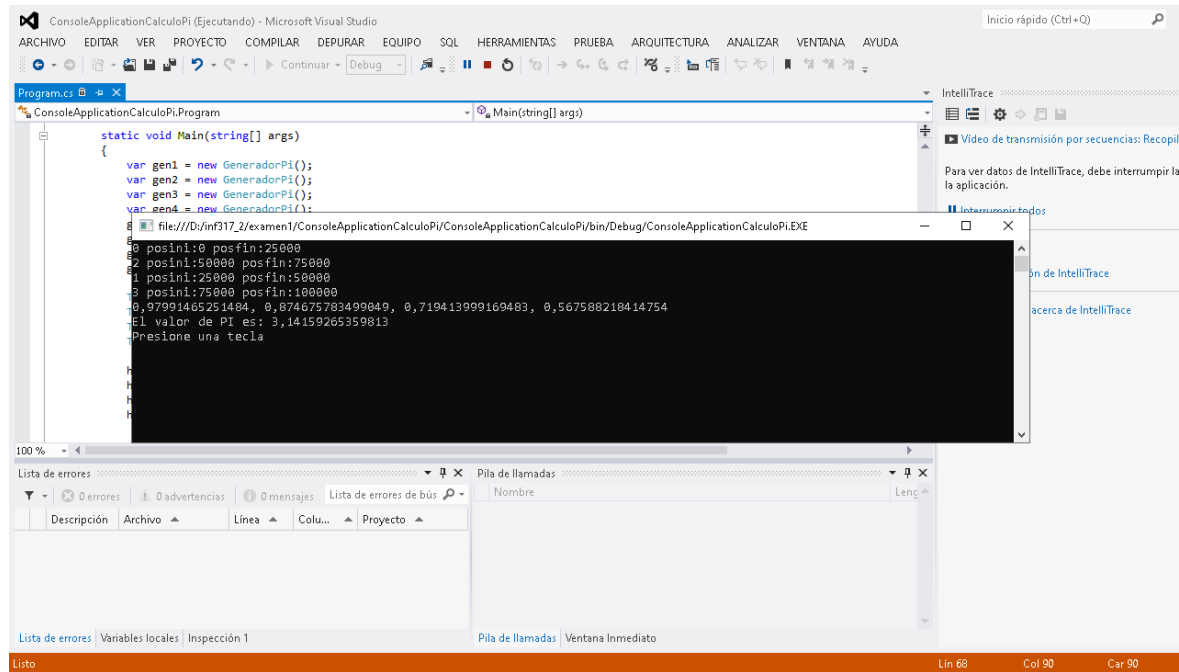 ConsoleApplicationCalculoPi (Ejecutando) - Microsoft Visual Studio
Inicio rápido (Ctrl+Q)
ARCHIVO EDITAR VER PROYECTO COMPILAR DEPURAR EQUIPO SQL HERRAMIENTAS PRUEBA ARQUITECTURA ANALIZAR VENTANA AYUDA
Continuar Debug
Program.cs
ConsoleApplicationCalculoPi.Program
Main(string[] args)
static void Main(string[] args)
{
var gen1 = new GeneradorPi();
var gen2 = new GeneradorPi();
var gen3 = new GeneradorPi();
var gen4 = new GeneradorPi();
file:///D:/inf317_2/examen1/ConsoleApplicationCalculoPi/ConsoleApplicationCalculoPi/bin/Debug/ConsoleApplicationCalculoPi.EXE
0 posini:0 posfin:25000
2 posini:50000 posfin:75000
1 posini:25000 posfin:50000
3 posini:75000 posfin:100000
0,97991465251484, 0,874675783499049, 0,719413999169483, 0,567588218414754
El valor de PI es: 3,14159265359813
Presione una tecla
100 %
IntelliTrace
Vídeo de transmisión por secuencias: Recopil
Para ver datos de IntelliTrace, debe interrumpir la
la aplicación.
Interrumpir todos
ón de IntelliTrace
acerca de IntelliTrace
Lista de errores
0 errores 0 advertencias 0 mensajes Lista de errores de bús
Descripción Archivo Línea Colu... Proyecto
Pila de llamadas
Nombre Leng
Lista de errores Variables locales Inspección 1
Pila de llamadas Ventana Inmediato
Listo
Lín 68 Col 90 Car 90